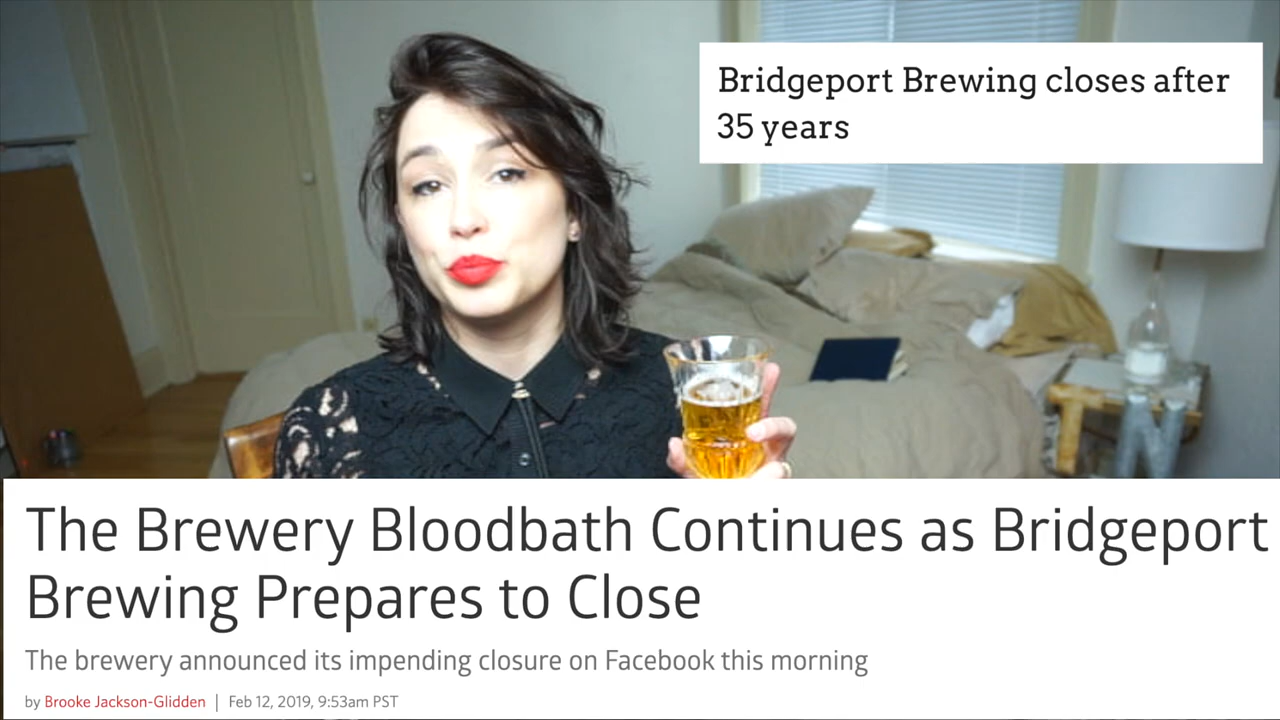 Bridgeport Brewing closes after
35 years
The Brewery Bloodbath Continues as Bridgeport
Brewing Prepares to Close
The brewery announced its impending closure on Facebook this morning
by Brooke Jackson-Glidden | Feb 12, 2019, 9:53am PST